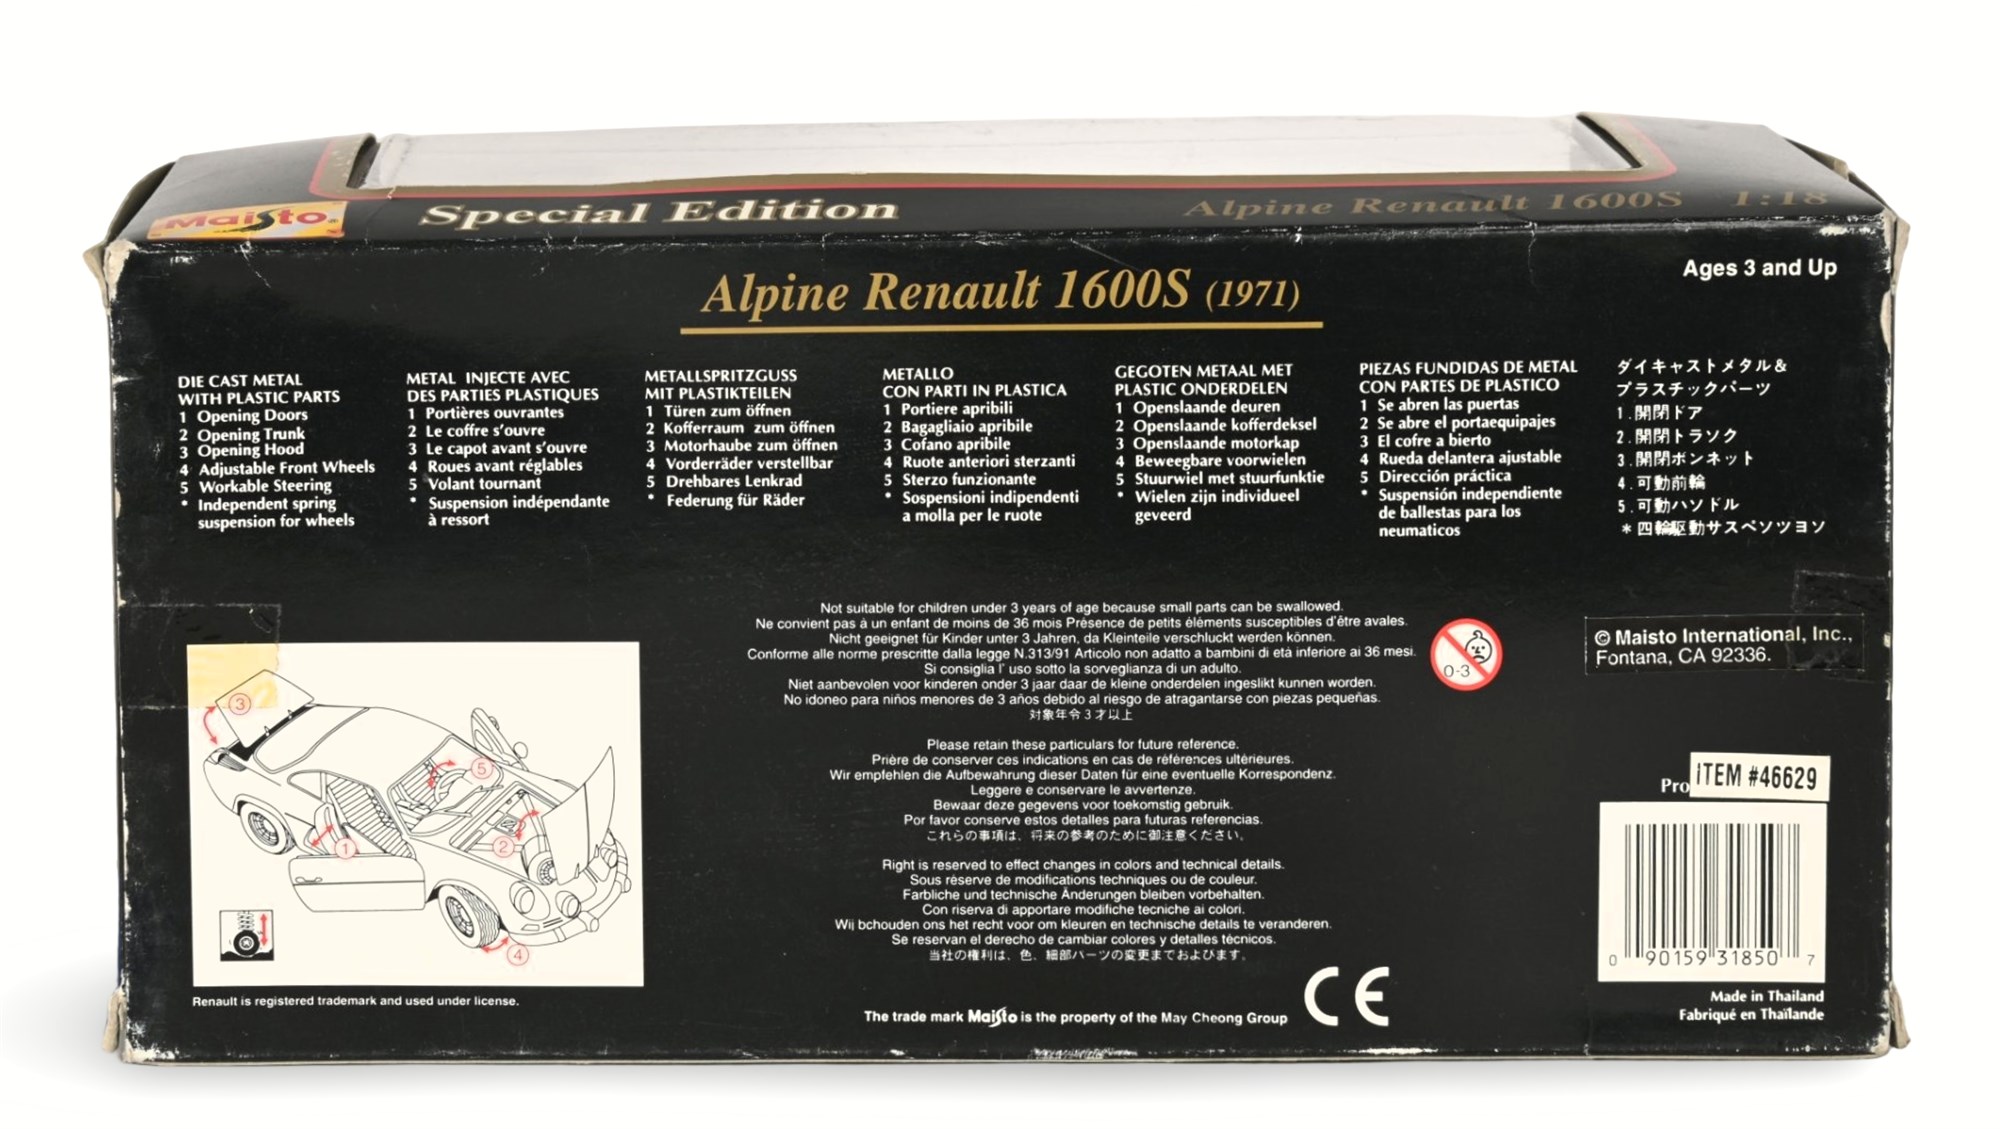 Maisto
Special Edition
Alpine Renault 1600S 1:18
Alpine Renault 1600S (1971)
Ages 3 and Up
DIE CAST METAL
WITH PLASTIC PARTS
1 Opening Doors
2 Opening Trunk
3 Opening Hood
4 Adjustable Front Wheels
5 Workable Steering
* Independent spring
suspension for wheels
METAL INJECTE AVEC
DES PARTIES PLASTIQUES
1 Portières ouvrantes
2 Le coffre s'ouvre
3 Le capot avant s'ouvre
4 Roues avant réglables
5 Volant tournant
* Suspension indépendante
à ressort
METALLSPRITZGUSS
MIT PLASTIKTEILEN
1 Türen zum öffnen
2 Kofferraum zum öffnen
3 Motorhaube zum öffnen
4 Vorderräder verstellbar
5 Drehbares Lenkrad
* Federung für Räder
METALLO
CON PARTI IN PLASTICA
1 Portiere apribili
2 Bagagliaio apribile
3 Cofano apribile
4 Ruote anteriori sterzanti
5 Sterzo funzionante
* Sospensioni indipendenti
a molla per le ruote
GEGOTEN METAAL MET
PLASTIC ONDERDELEN
1 Openslaande deuren
2 Openslaande kofferdeksel
3 Openslaande motorkap
4 Beweegbare voorwielen
5 Stuurwiel met stuurfunktie
* Wielen zijn individueel
geveerd
PIEZAS FUNDIDAS DE METAL
CON PARTES DE PLASTICO
1 Se abren las puertas
2 Se abre el portaequipajes
3 El cofre a bierto
4 Rueda delantera ajustable
5 Dirección práctica
* Suspensión independiente
de ballestas para los
neumaticos
ダイキャストメタル&
プラスチックパーツ
1.開閉ドア
2.開閉トラソク
3.開閉ボンネット
4.可動前輪
5.可動ハソドル
*四輪駆動サスペソツヨソ
Not suitable for children under 3 years of age because small parts can be swallowed.
Ne convient pas à un enfant de moins de 36 mois Présence de petits éléments susceptibles d'être avales.
Nicht geeignet für Kinder unter 3 Jahren, da Kleinteile verschluckt werden können.
Conforme alle norme prescritte dalla legge N.313/91 Articolo non adatto a bambini di età inferiore ai 36 mesi.
Si consiglia l' uso sotto la sorveglianza di un adulto.
Niet aanbevolen voor kinderen onder 3 jaar daar de kleine onderdelen ingeslikt kunnen worden.
No idoneo para niños menores de 3 años debido al riesgo de atragantarse con piezas pequeñas.
対象年令3才以上
0-3
© Maisto International, Inc.,
Fontana, CA 92336.
Please retain these particulars for future reference.
Prière de conserver ces indications en cas de références ultérieures.
Wir empfehlen die Aufbewahrung dieser Daten für eine eventuelle Korrespondenz.
Leggere e conservare le avvertenze.
Bewaar deze gegevens voor toekomstig gebruik.
Por favor conserve estos detalles para futuras referencias.
これらの事項は、将来の参考のために御注意ください。
Right is reserved to effect changes in colors and technical details.
Sous réserve de modifications techniques ou de couleur.
Farbliche und technische Änderungen bleiben vorbehalten.
Con riserva di apportare modifiche tecniche ai colori.
Wij bchouden ons het recht voor om kleuren en technische details te veranderen.
Se reservan el derecho de cambiar colores y detalles técnicos.
当社の権利は、色、細部パーツの変更までおよびます。
The trade mark Maisto is the property of the May Cheong Group
CE
3
5
1
2
4
Renault is registered trademark and used under license.
Pro
ITEM #46629
0 90159 31850 7
Made in Thailand
Fabriqué en Thaïlande